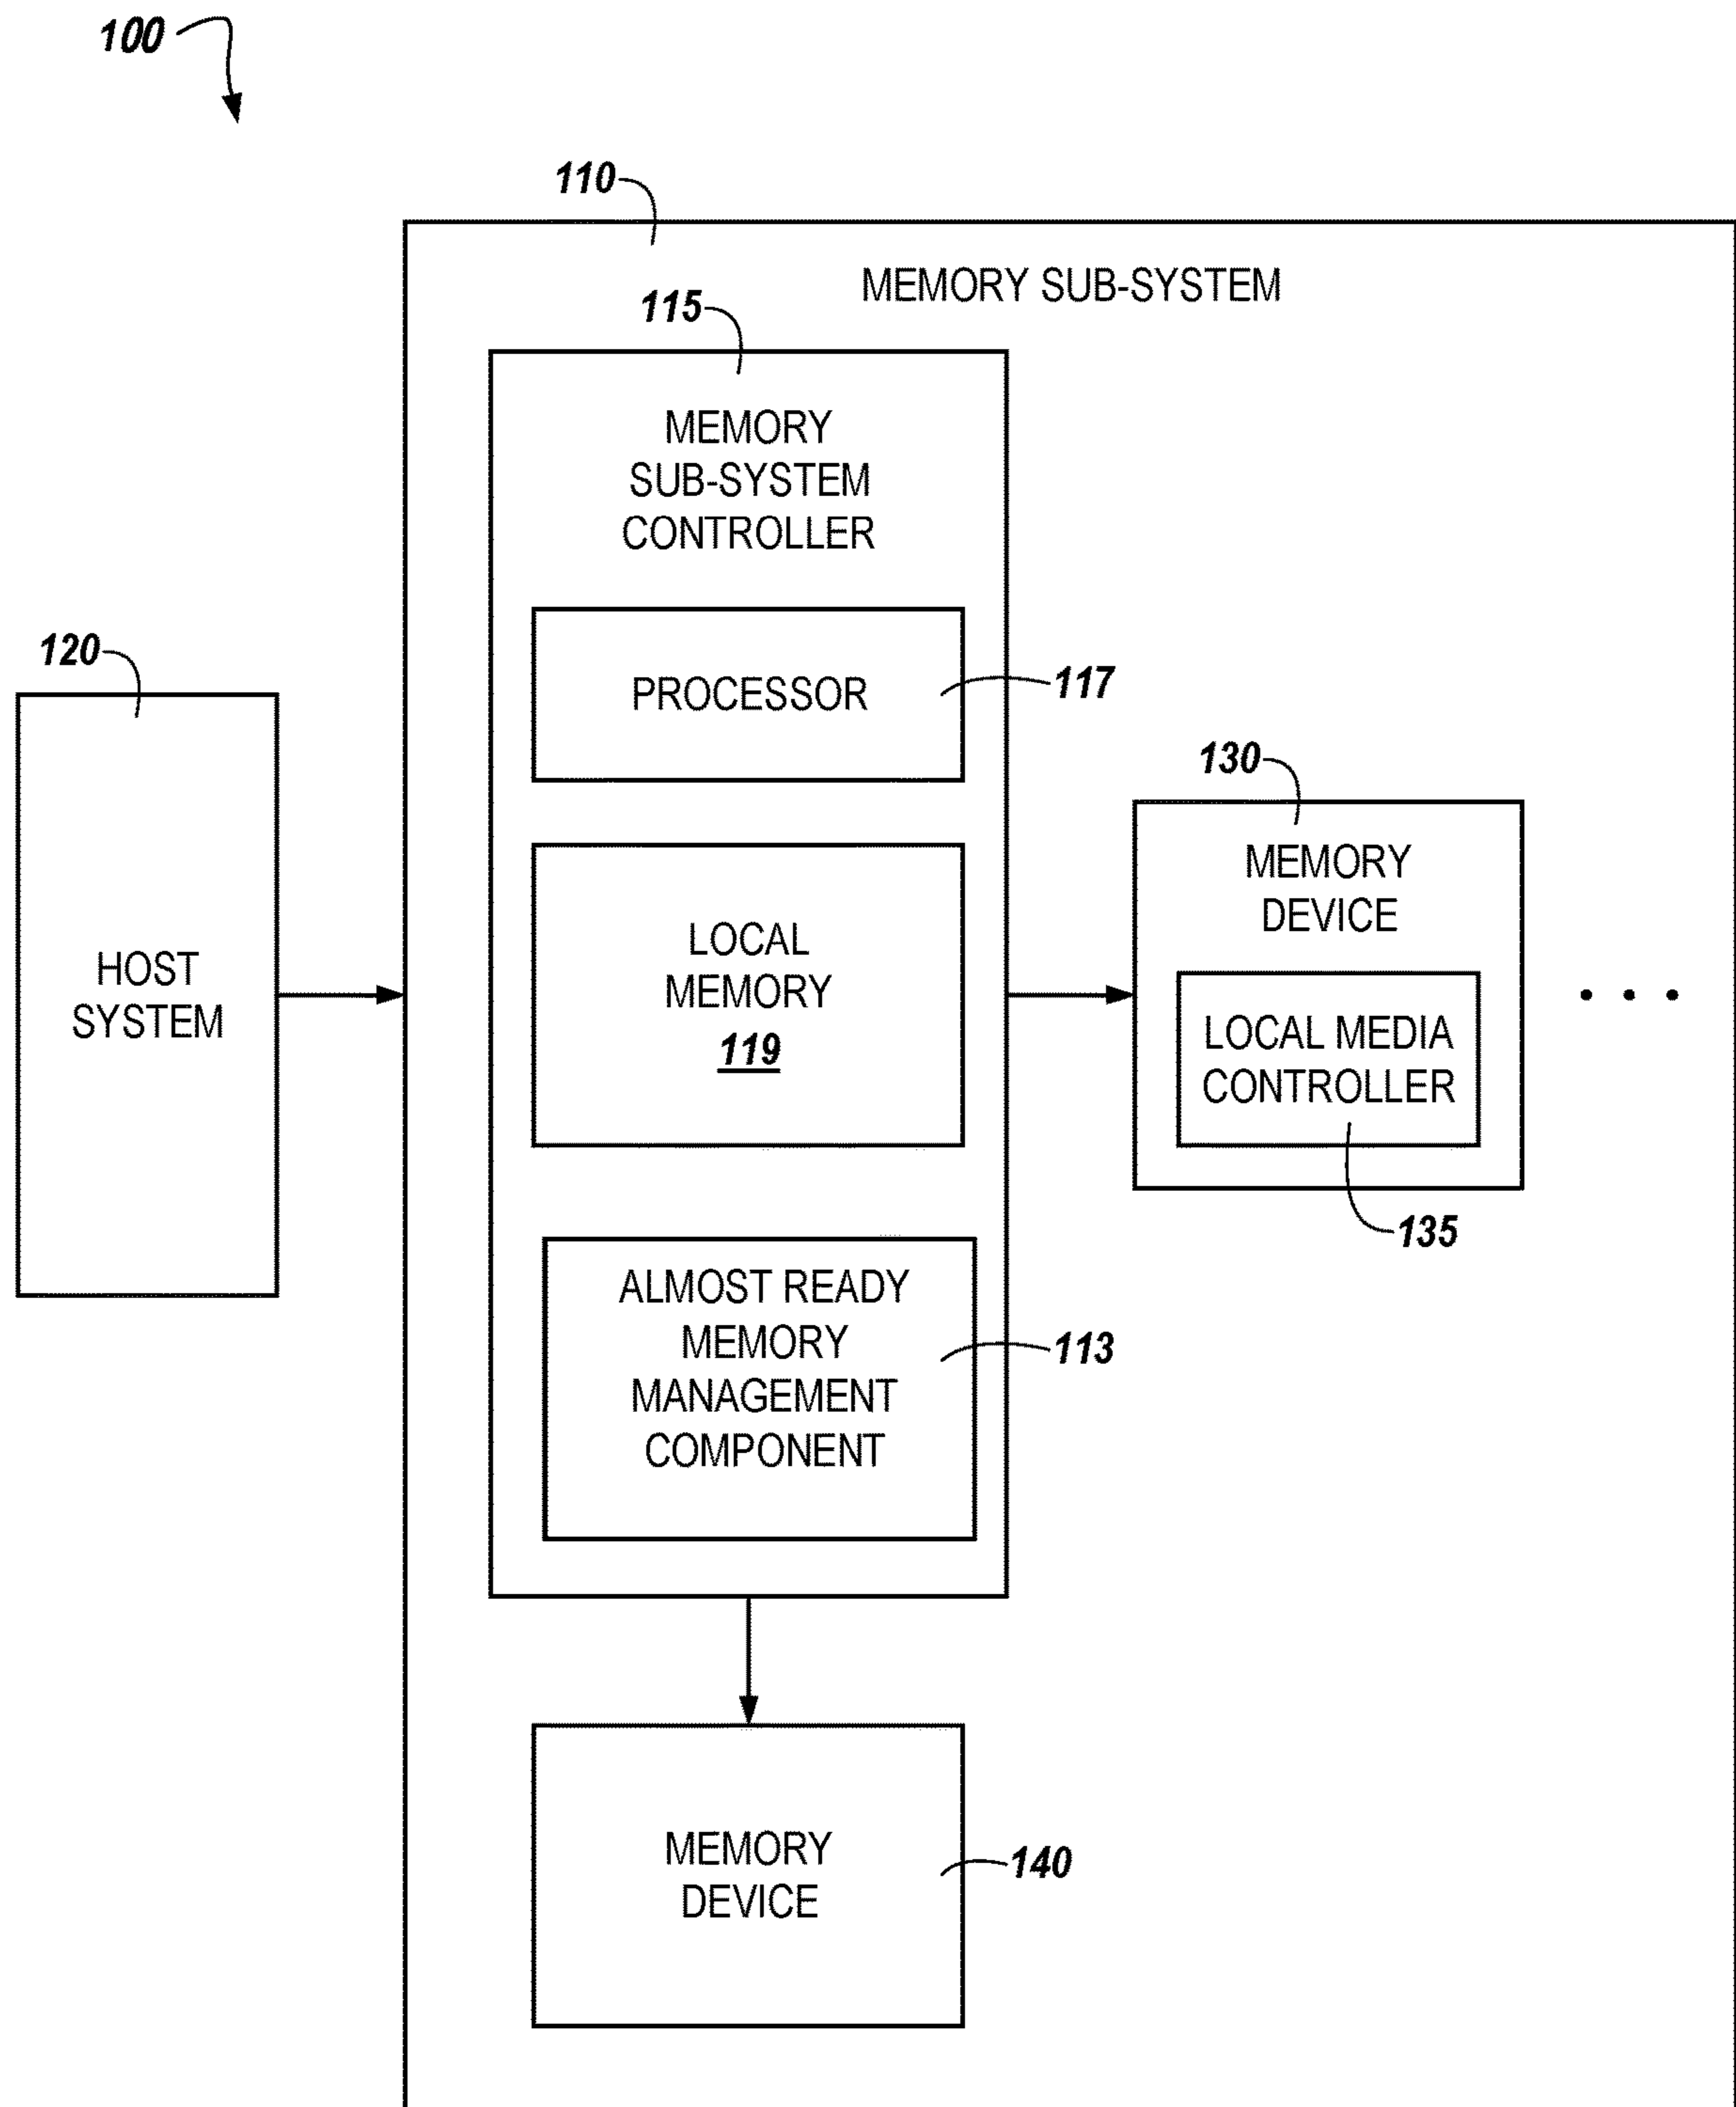 100
110
MEMORY SUB-SYSTEM
115
MEMORY
SUB-SYSTEM
CONTROLLER
120
HOST
SYSTEM
PROCESSOR
117
LOCAL
MEMORY
119
130
MEMORY
DEVICE
LOCAL MEDIA
CONTROLLER
135
ALMOST READY
MEMORY
MANAGEMENT
COMPONENT
113
MEMORY
DEVICE
140